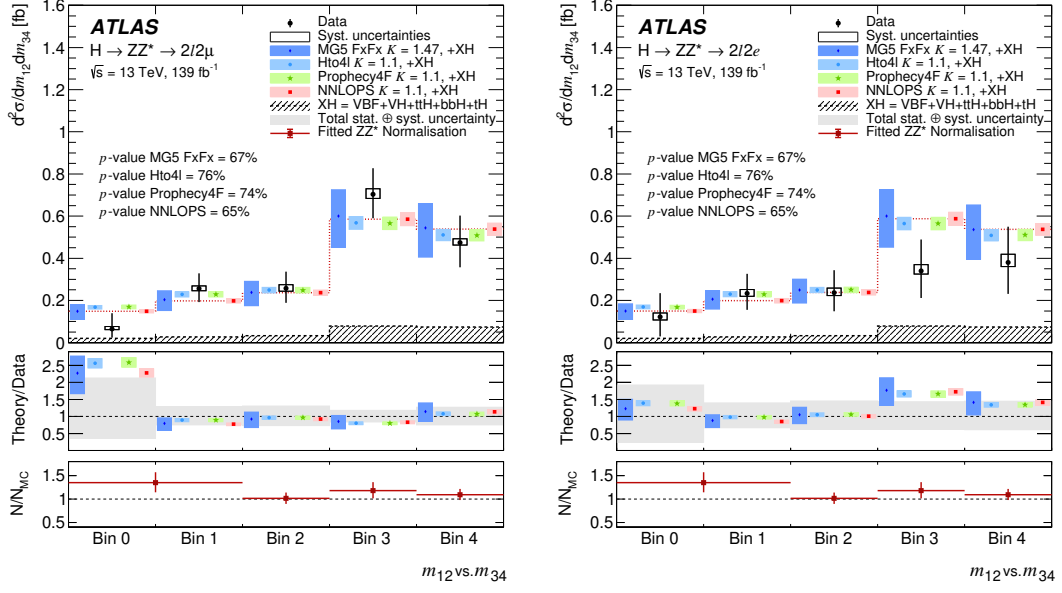 ATLAS
H → ZZ* → 2l2μ
√s = 13 TeV, 139 fb⁻¹
Data
Syst. uncertainties
MG5 FxFx K = 1.47, +XH
Hto4l K = 1.1, +XH
Prophecy4F K = 1.1, +XH
NNLOPS K = 1.1, +XH
XH = VBF+VH+ttH+bbH+tH
Total stat. ⊕ syst. uncertainty
Fitted ZZ* Normalisation
p-value MG5 FxFx = 67%
p-value Hto4l = 76%
p-value Prophecy4F = 74%
p-value NNLOPS = 65%
d²σ/dm₁₂dm₃₄ [fb]
1.6
1.4
1.2
1
0.8
0.6
0.4
0.2
0
Theory/Data
2.5
2
1.5
1
0.5
N/N_MC
1.5
1
0.5
Bin 0 Bin 1 Bin 2 Bin 3 Bin 4
m₁₂ vs. m₃₄
ATLAS
H → ZZ* → 2l2e
√s = 13 TeV, 139 fb⁻¹
Data
Syst. uncertainties
MG5 FxFx K = 1.47, +XH
Hto4l K = 1.1, +XH
Prophecy4F K = 1.1, +XH
NNLOPS K = 1.1, +XH
XH = VBF+VH+ttH+bbH+tH
Total stat. ⊕ syst. uncertainty
Fitted ZZ* Normalisation
p-value MG5 FxFx = 67%
p-value Hto4l = 76%
p-value Prophecy4F = 74%
p-value NNLOPS = 65%
d²σ/dm₁₂dm₃₄ [fb]
1.6
1.4
1.2
1
0.8
0.6
0.4
0.2
0
Theory/Data
2.5
2
1.5
1
0.5
N/N_MC
1.5
1
0.5
Bin 0 Bin 1 Bin 2 Bin 3 Bin 4
m₁₂ vs. m₃₄